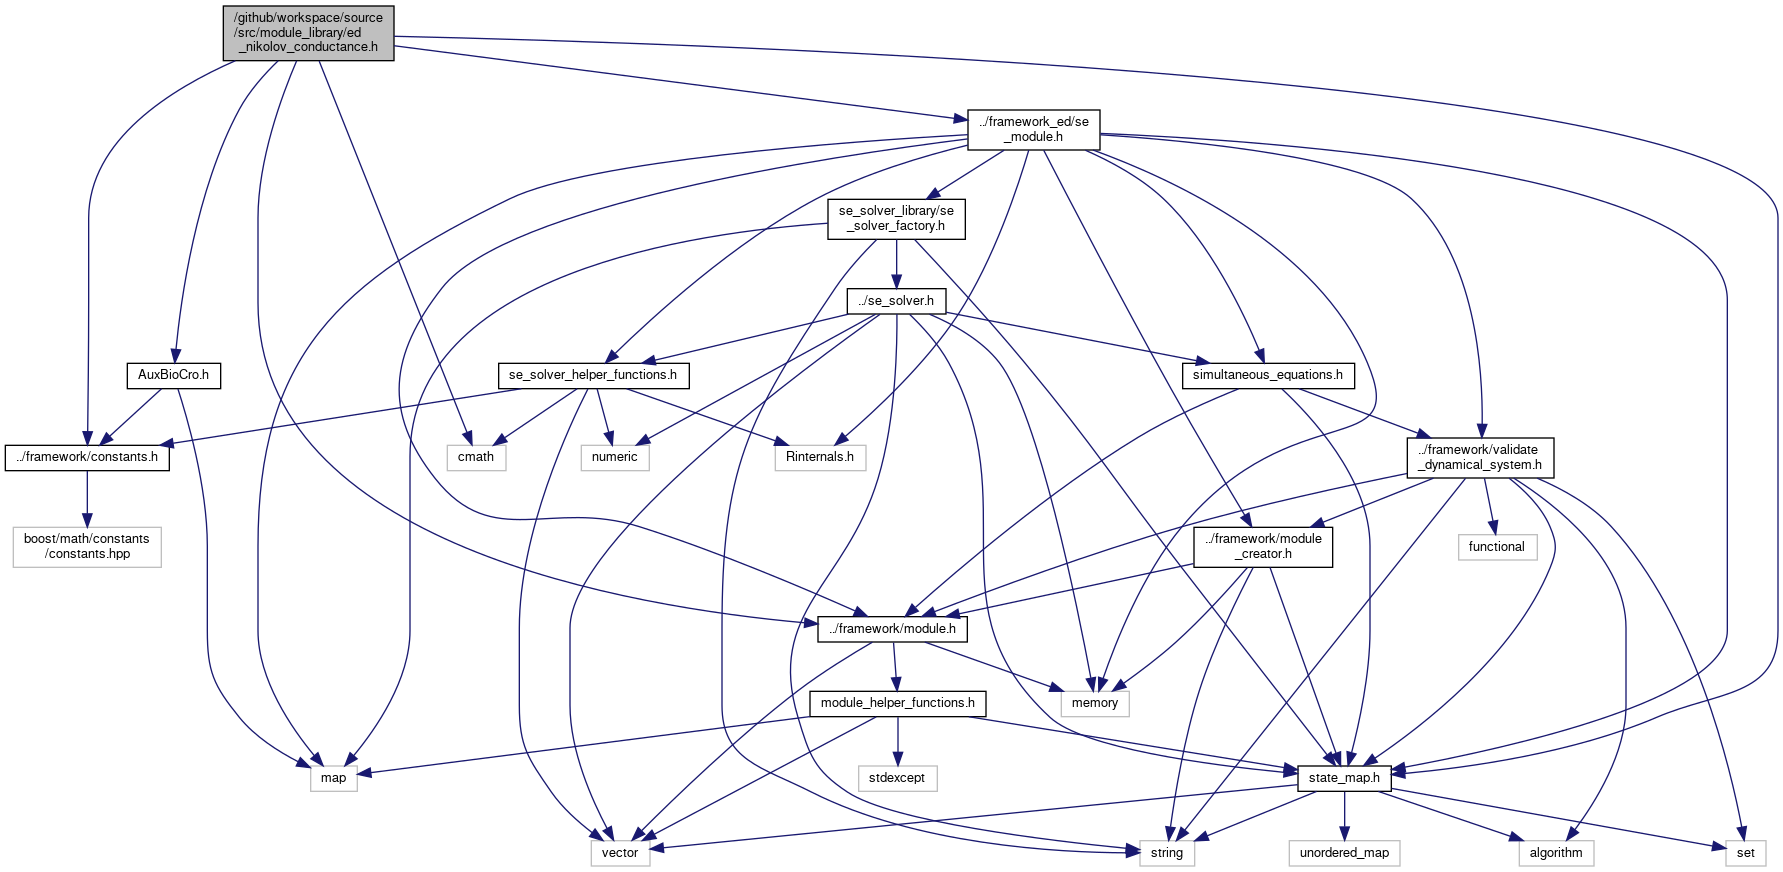 /github/workspace/source
/src/module_library/ed
_nikolov_conductance.h
../framework_ed/se
_module.h
se_solver_library/se
_solver_factory.h
../se_solver.h
AuxBioCro.h
se_solver_helper_functions.h
simultaneous_equations.h
../framework/constants.h
cmath
numeric
Rinternals.h
../framework/validate
_dynamical_system.h
boost/math/constants
/constants.hpp
../framework/module
_creator.h
functional
../framework/module.h
module_helper_functions.h
memory
map
stdexcept
state_map.h
vector
string
unordered_map
algorithm
set